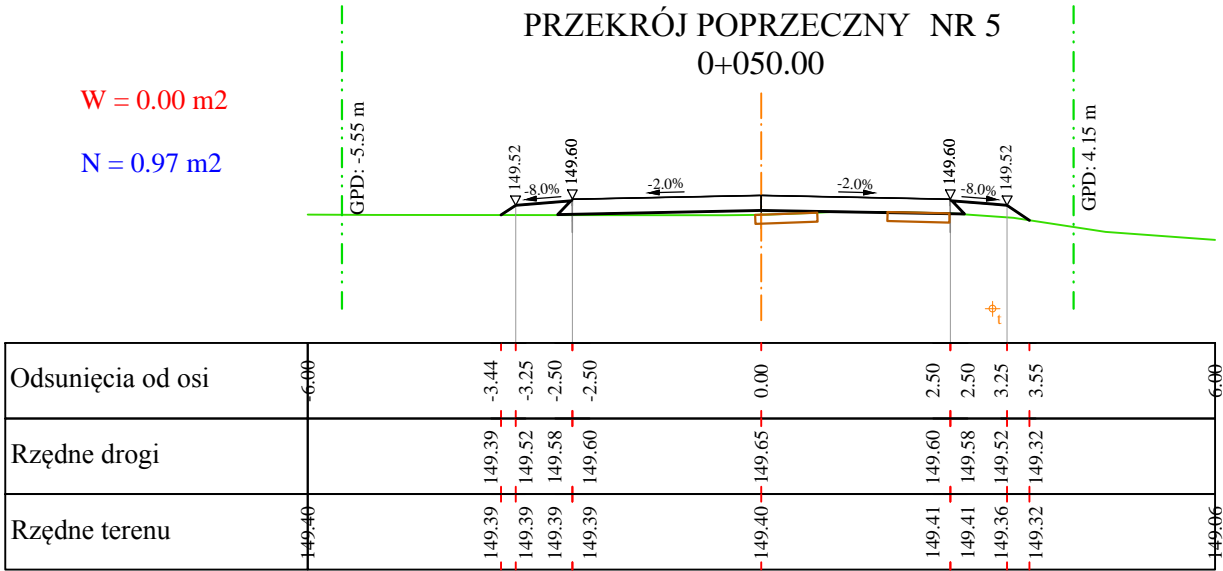 PRZEKRÓJ POPRZECZNY NR 5
0+050.00
W = 0.00 m2
N = 0.97 m2
GPD: -5.55 m
GPD: 4.15 m
149.52
149.60
149.60
149.52
-8.0%
-2.0%
-2.0%
-8.0%
t
Odsunięcia od osi
-6.00 -3.44 -3.25 -2.50 -2.50 0.00 2.50 2.50 3.25 3.55 6.00
Rzędne drogi
149.39 149.52 149.58 149.60 149.65 149.60 149.58 149.52 149.32
Rzędne terenu
149.40 149.39 149.39 149.39 149.39 149.40 149.41 149.41 149.36 149.32 149.06